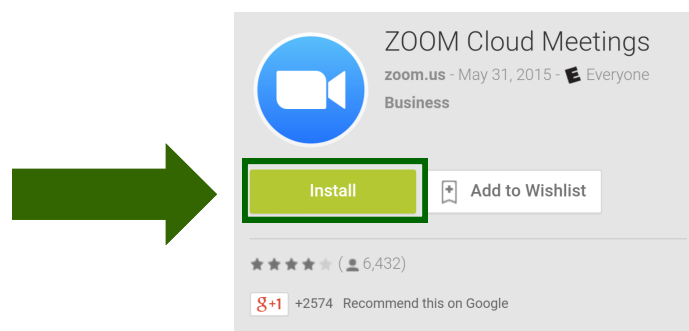 ZOOM Cloud Meetings
zoom.us - May 31, 2015 - E Everyone
Business
Install
Add to Wishlist
(6,432)
g+1 +2574 Recommend this on Google